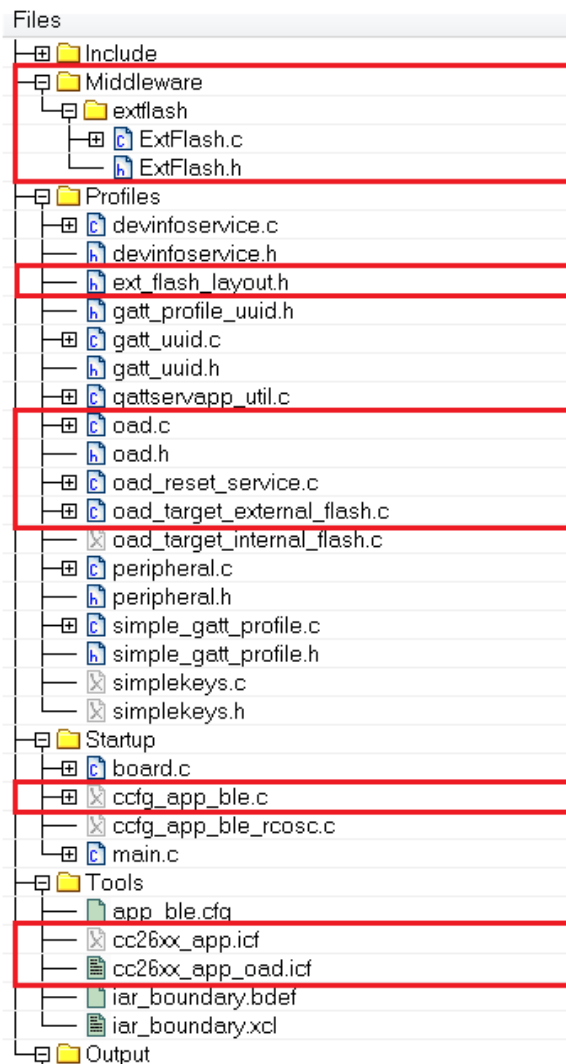 Files
Include
Middleware
extflash
ExtFlash.c
ExtFlash.h
Profiles
devinfoservice.c
devinfoservice.h
ext_flash_layout.h
gatt_profile_uuid.h
gatt_uuid.c
gatt_uuid.h
gattservapp_util.c
oad.c
oad.h
oad_reset_service.c
oad_target_external_flash.c
oad_target_internal_flash.c
peripheral.c
peripheral.h
simple_gatt_profile.c
simple_gatt_profile.h
simplekeys.c
simplekeys.h
Startup
board.c
ccfg_app_ble.c
ccfg_app_ble_rcosc.c
main.c
Tools
app_ble.cfg
cc26xx_app.icf
cc26xx_app_oad.icf
iar_boundary.bdef
iar_boundary.xcl
Output